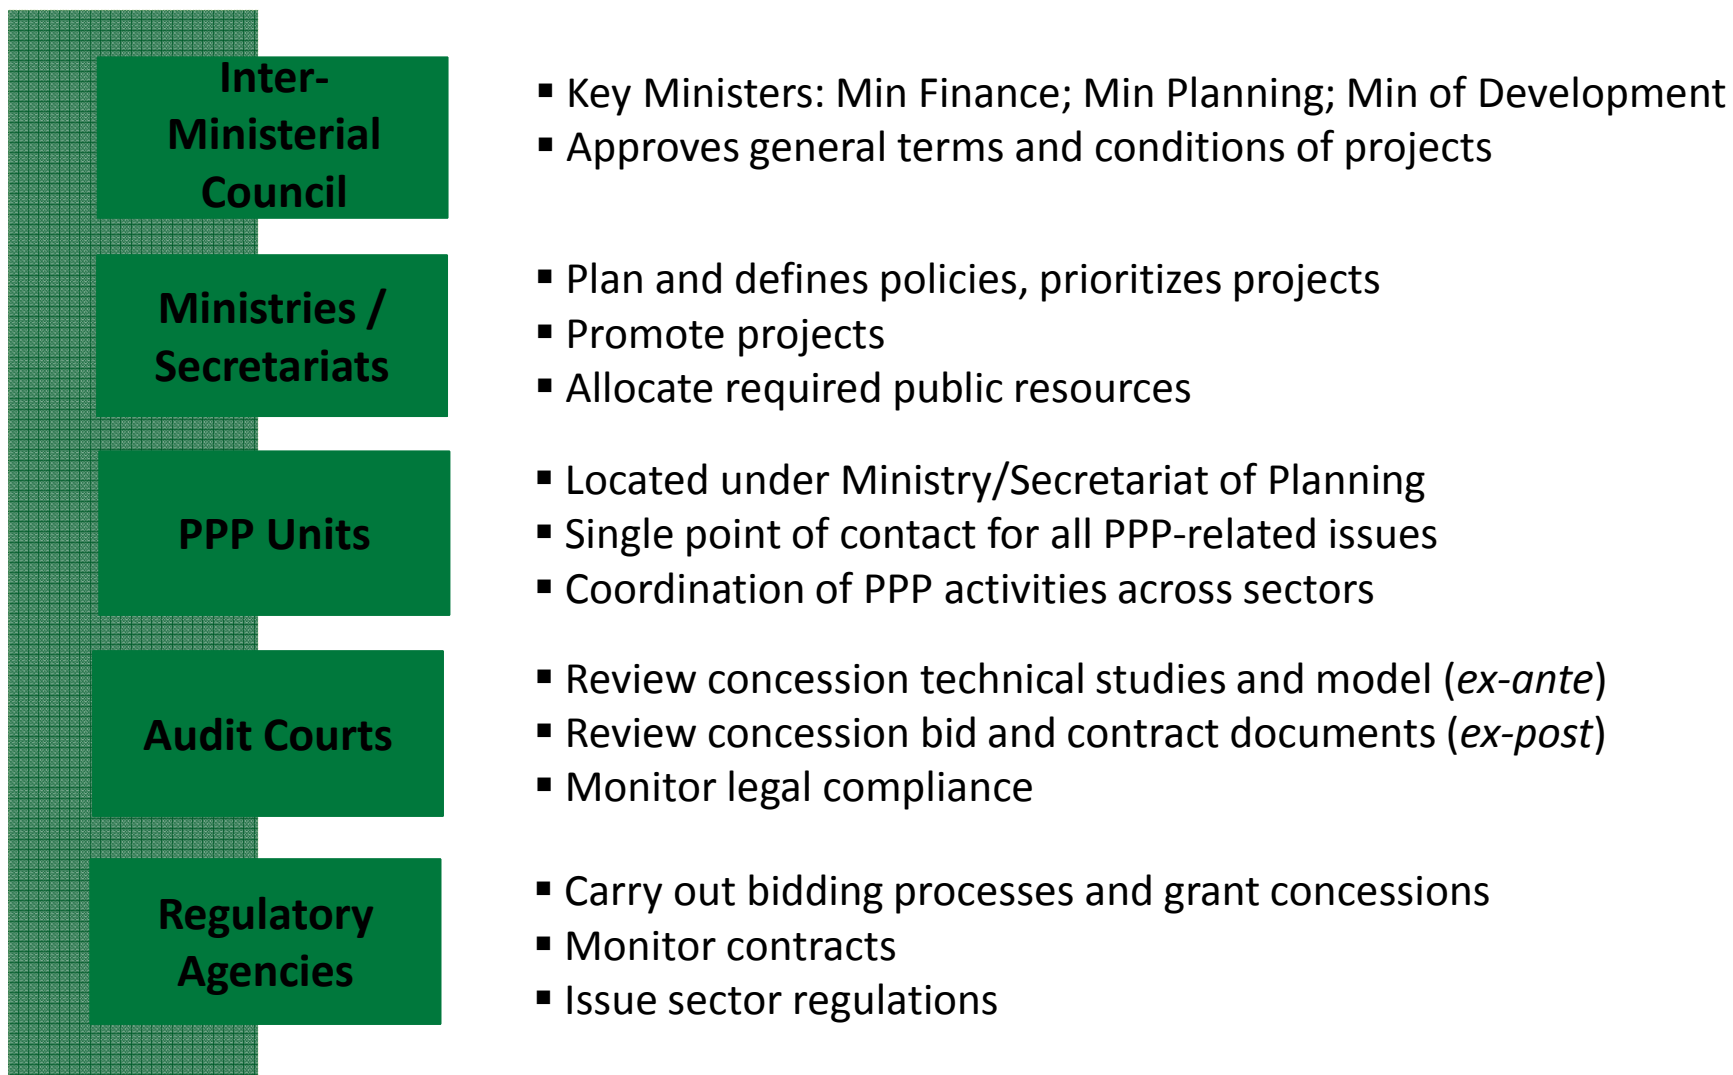 Inter-
Ministerial
Council
▪ Key Ministers: Min Finance; Min Planning; Min of Development
▪ Approves general terms and conditions of projects
Ministries /
Secretariats
▪ Plan and defines policies, prioritizes projects
▪ Promote projects
▪ Allocate required public resources
PPP Units
▪ Located under Ministry/Secretariat of Planning
▪ Single point of contact for all PPP-related issues
▪ Coordination of PPP activities across sectors
Audit Courts
▪ Review concession technical studies and model (ex-ante)
▪ Review concession bid and contract documents (ex-post)
▪ Monitor legal compliance
Regulatory
Agencies
▪ Carry out bidding processes and grant concessions
▪ Monitor contracts
▪ Issue sector regulations